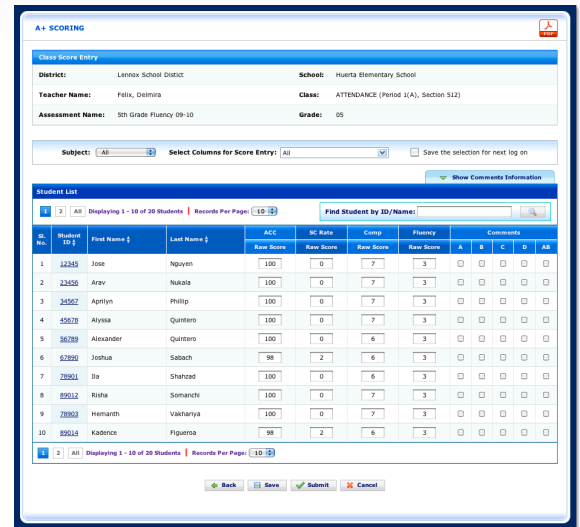 A+ SCORING
PDF
Class Score Entry
District: Lennox School Distict School: Huerta Elementary School
Teacher Name: Felix, Delmira Class: ATTENDANCE (Period 1(A), Section S12)
Assessment Name: 5th Grade Fluency 09-10 Grade: 05
Subject: All Select Columns for Score Entry: All Save the selection for next log on
Show Comments Information
Student List
1 2 All Displaying 1 - 10 of 20 Students | Records Per Page: 10 Find Student by ID/Name:
Sl. No. Student ID First Name Last Name ACC SC Rate Comp Fluency Comments
Raw Score Raw Score Raw Score Raw Score A B C D AB
1 12345 Jose Nguyen 100 0 7 3
2 23456 Arav Nukala 100 0 7 3
3 34567 Aprilyn Phillip 100 0 7 3
4 45678 Alyssa Quintero 100 0 7 3
5 56789 Alexander Quintero 100 0 6 3
6 67890 Joshua Sabach 98 2 6 3
7 78901 Ila Shahzad 100 0 6 3
8 89012 Risha Somanchi 100 0 7 3
9 78903 Hemanth Vakhariya 100 0 7 3
10 89014 Kadence Figueroa 98 2 6 3
1 2 All Displaying 1 - 10 of 20 Students | Records Per Page: 10
Back Save Submit Cancel